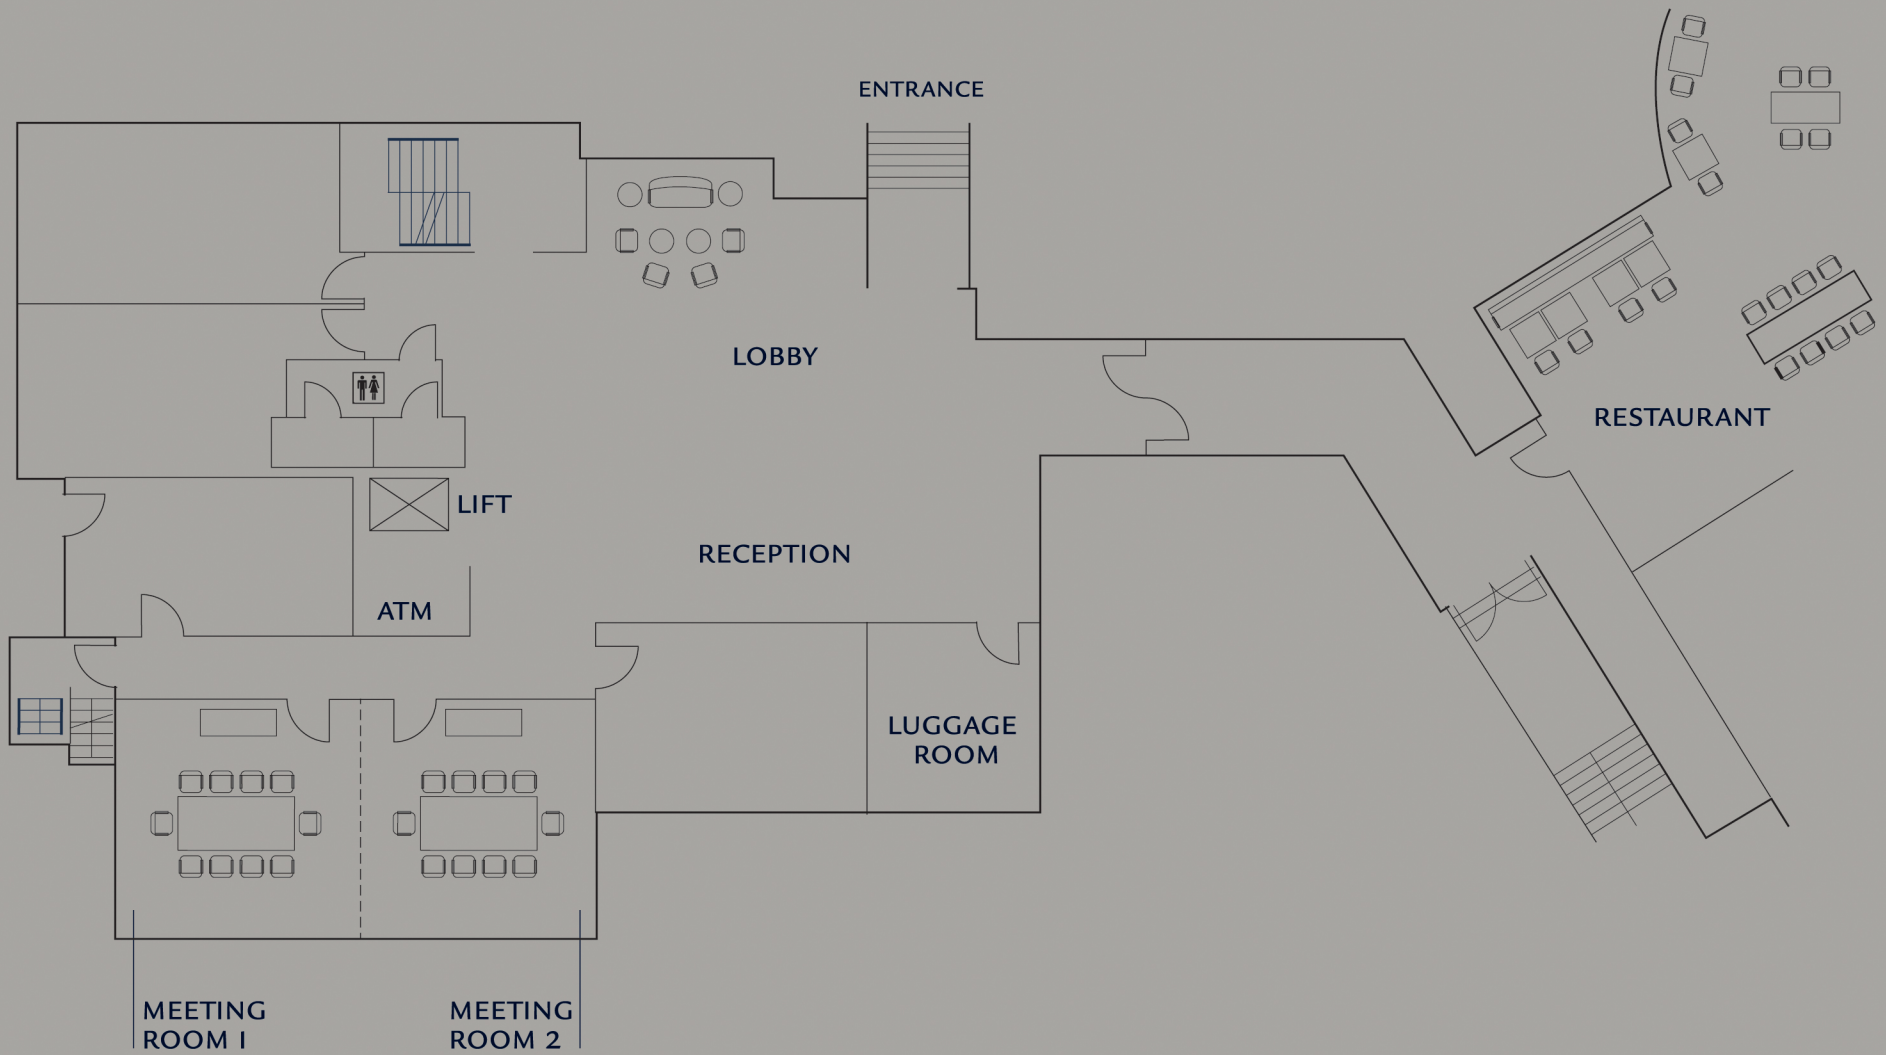 ENTRANCE
LOBBY
RESTAURANT
LIFT
RECEPTION
ATM
LUGGAGE
ROOM
MEETING
ROOM 1
MEETING
ROOM 2